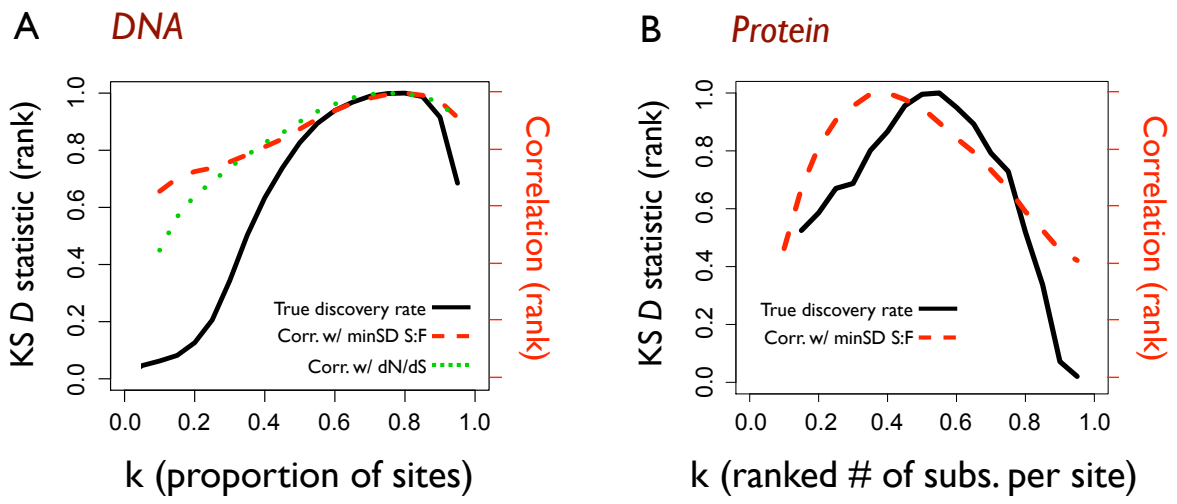 A DNA
KS D statistic (rank)
0.0 0.2 0.4 0.6 0.8 1.0
True discovery rate
Corr. w/ minSD S:F
Corr. w/ dN/dS
0.0 0.2 0.4 0.6 0.8 1.0
k (proportion of sites)
Correlation (rank)
B Protein
KS D statistic (rank)
0.0 0.2 0.4 0.6 0.8 1.0
True discovery rate
Corr. w/ minSD S:F
0.0 0.2 0.4 0.6 0.8 1.0
k (ranked # of subs. per site)
Correlation (rank)